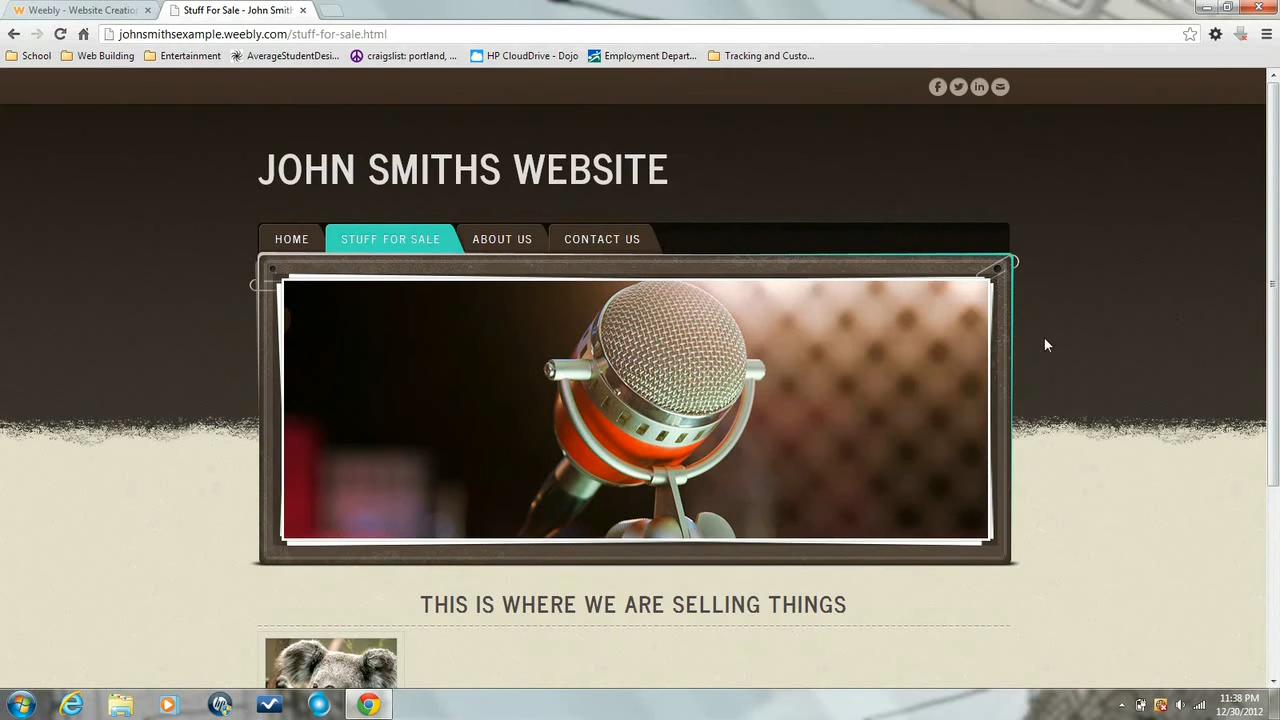 Weebly - Website Creation
Stuff For Sale - John Smith
johnsmithsexample.weebly.com/stuff-for-sale.html
School
Web Building
Entertainment
AverageStudentDesi...
craigslist: portland, ...
HP CloudDrive - Dojo
Employment Depart...
Tracking and Custo...
JOHN SMITHS WEBSITE
HOME
STUFF FOR SALE
ABOUT US
CONTACT US
THIS IS WHERE WE ARE SELLING THINGS
11:38 PM
12/30/2012